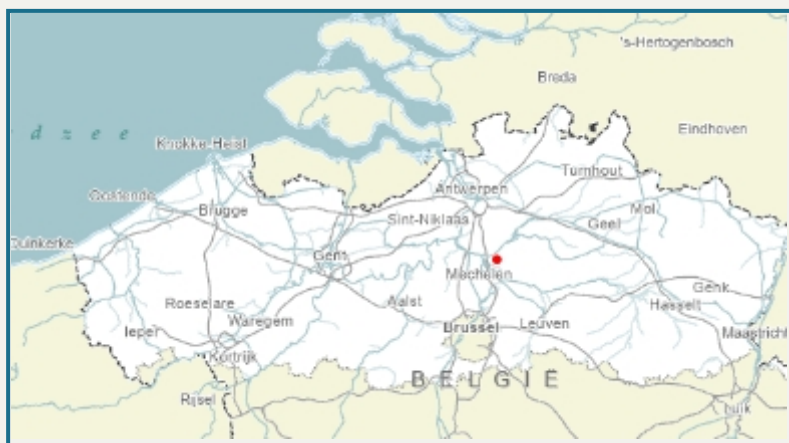 's-Hertogenbosch
Breda
Eindhoven
dzee
Knokke-Heist
Turnhout
Antwerpen
Oostende
Brugge
Sint-Niklaas
Geel
Mol
Duinkerke
Gent
Mechelen
Genk
Roeselare
Aalst
Hasselt
Ieper
Waregem
Brussel
Leuven
Maastricht
Kortrijk
BELGIË
Rijsel
Luik